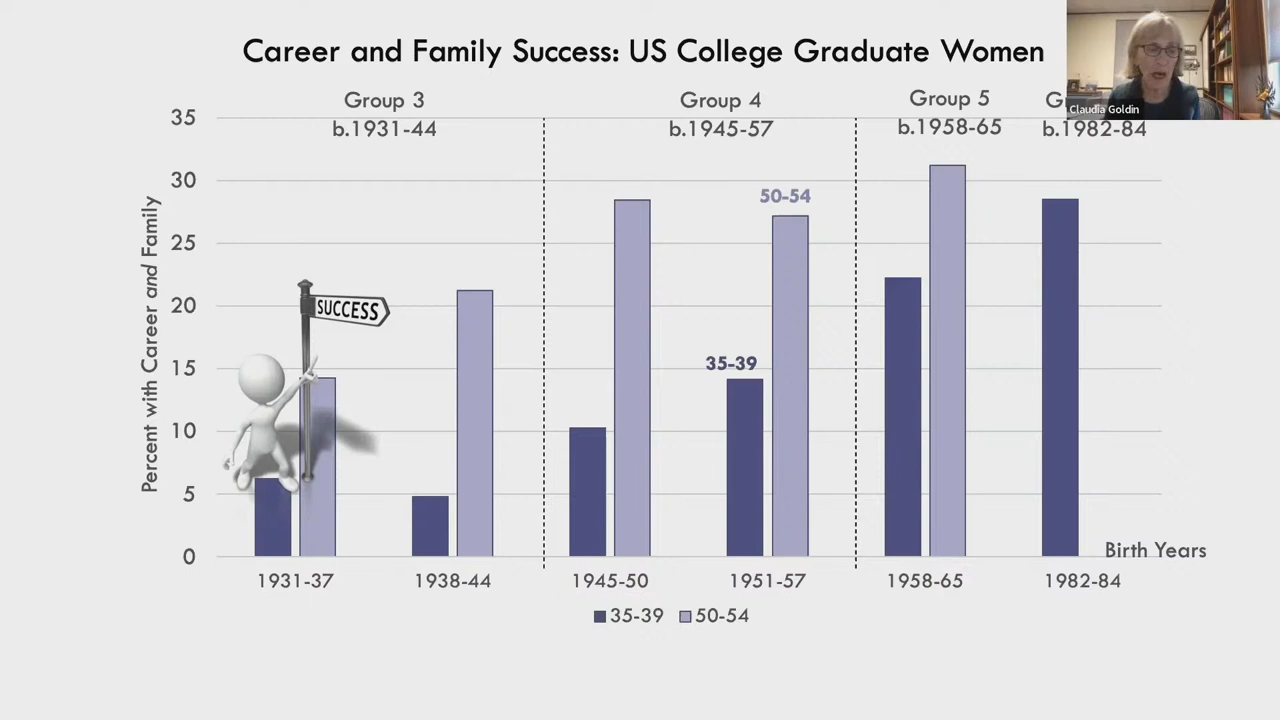 Career and Family Success: US College Graduate Women
Claudia Goldin
Group 3
b.1931-44
Group 4
b.1945-57
Group 5
b.1958-65
b.1982-84
Percent with Career and Family
35
30
25
20
15
10
5
0
SUCCESS
50-54
35-39
Birth Years
1931-37
1938-44
1945-50
1951-57
1958-65
1982-84
35-39
50-54